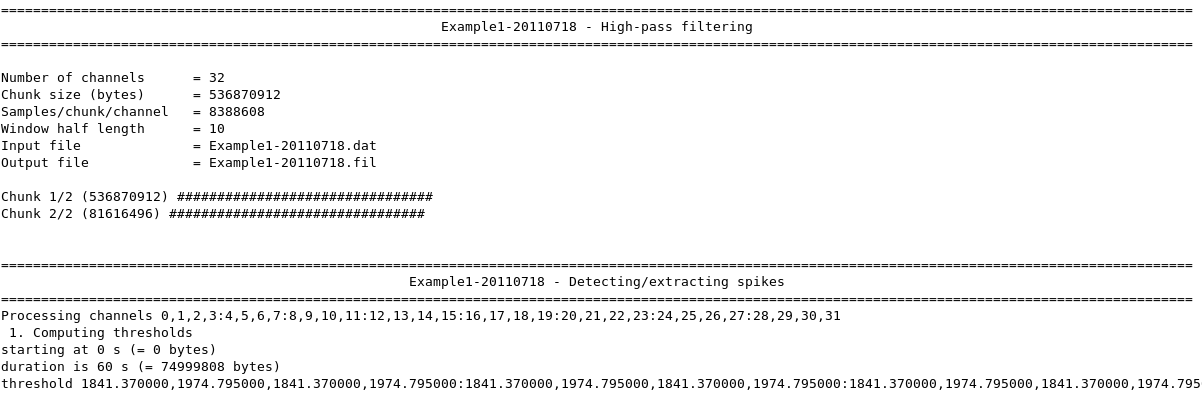 =====================================================================================================================================================
Example1-20110718 - High-pass filtering
=====================================================================================================================================================
Number of channels      = 32
Chunk size (bytes)      = 536870912
Samples/chunk/channel   = 8388608
Window half length      = 10
Input file              = Example1-20110718.dat
Output file             = Example1-20110718.fil
Chunk 1/2 (536870912) ################################
Chunk 2/2 (81616496) ################################
=====================================================================================================================================================
Example1-20110718 - Detecting/extracting spikes
=====================================================================================================================================================
Processing channels 0,1,2,3:4,5,6,7:8,9,10,11:12,13,14,15:16,17,18,19:20,21,22,23:24,25,26,27:28,29,30,31
 1. Computing thresholds
starting at 0 s (= 0 bytes)
duration is 60 s (= 74999808 bytes)
threshold 1841.370000,1974.795000,1841.370000,1974.795000:1841.370000,1974.795000,1841.370000,1974.795000:1841.370000,1974.795000,1841.370000,1974.795